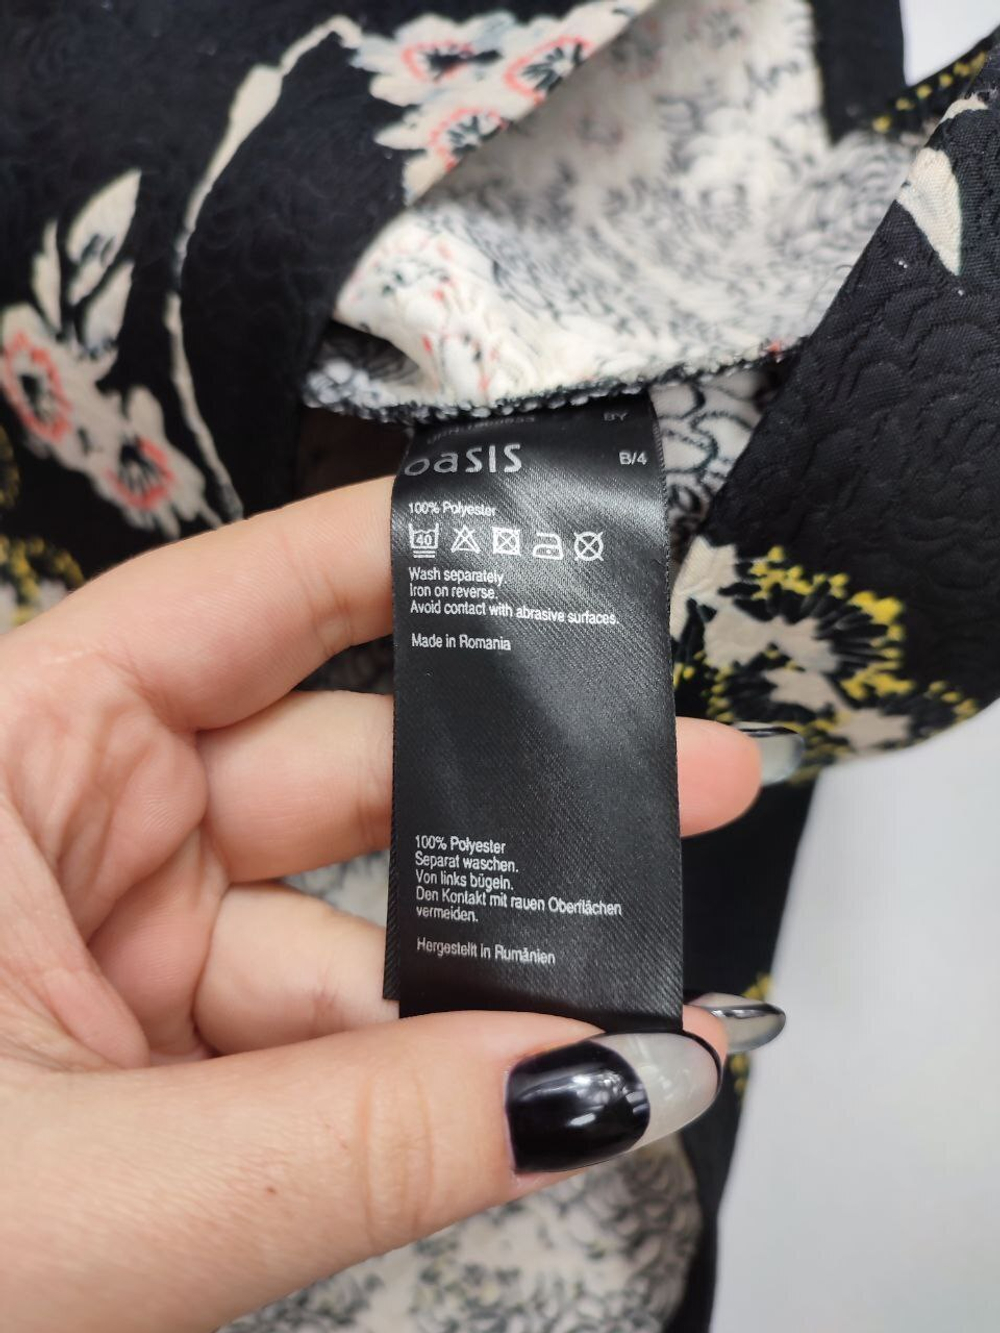 BY
oasis
B/4
100% Polyester
40
Wash separately.
Iron on reverse.
Avoid contact with abrasive surfaces.
Made in Romania
100% Polyester
Separat waschen.
Von links bügeln.
Den Kontakt mit rauen Oberflächen
vermeiden.
Hergestellt in Rumänien